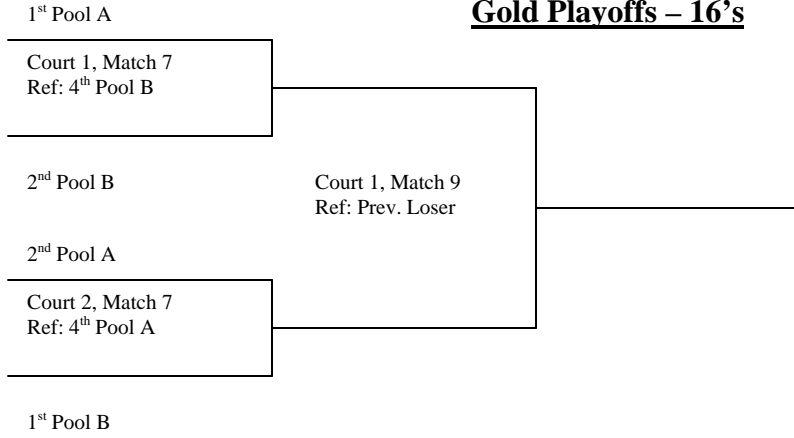 Gold Playoffs – 16’s
1st Pool A
Court 1, Match 7
Ref: 4th Pool B
2nd Pool B
Court 1, Match 9
Ref: Prev. Loser
2nd Pool A
Court 2, Match 7
Ref: 4th Pool A
1st Pool B